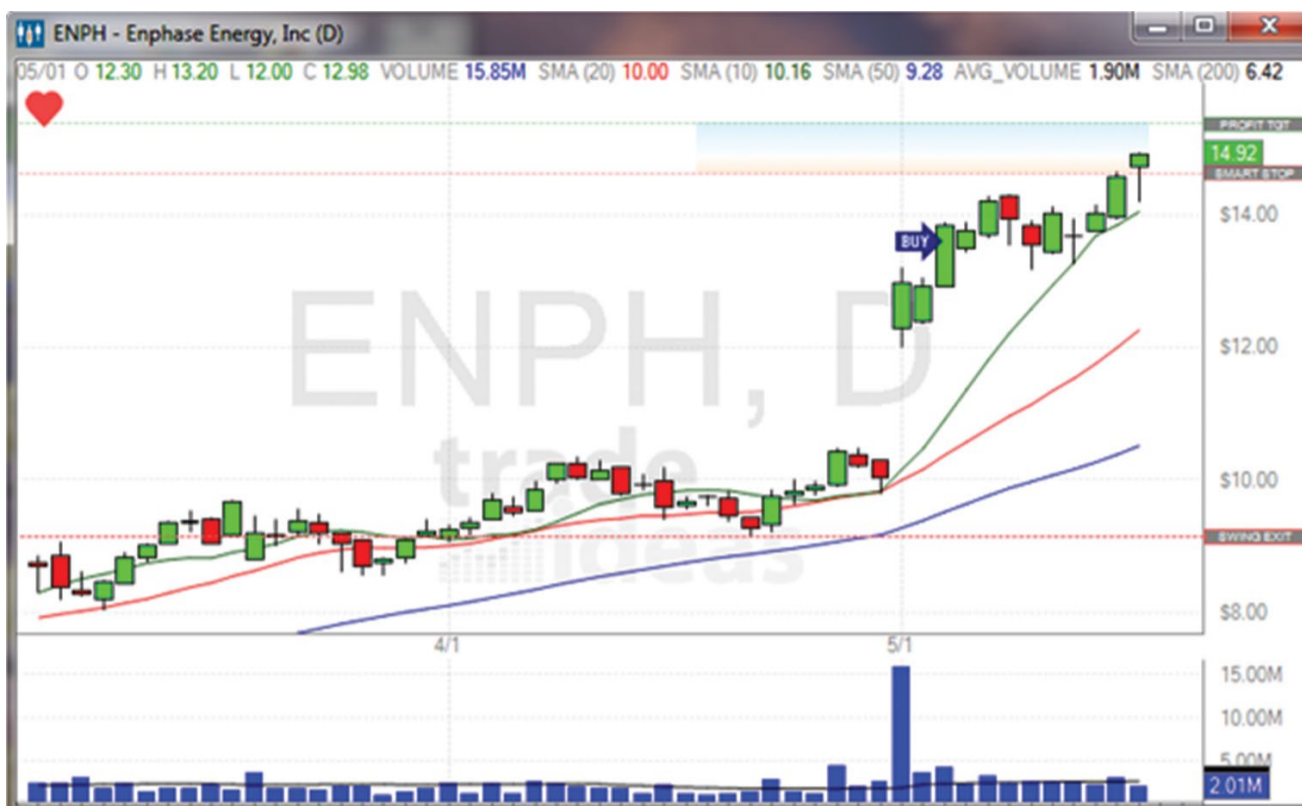 ENPH - Enphase Energy, Inc (D)
05/01 O 12.30 H 13.20 L 12.00 C 12.98 VOLUME 15.85M SMA (20) 10.00 SMA (10) 10.16 SMA (50) 9.28 AVG_VOLUME 1.90M SMA (200) 6.42
PROFIT TGT
14.92
SMART STOP
$14.00
BUY
ENPH, D
$12.00
trade
ideas
$10.00
SWING EXIT
$8.00
4/1
5/1
15.00M
10.00M
5.00M
2.01M